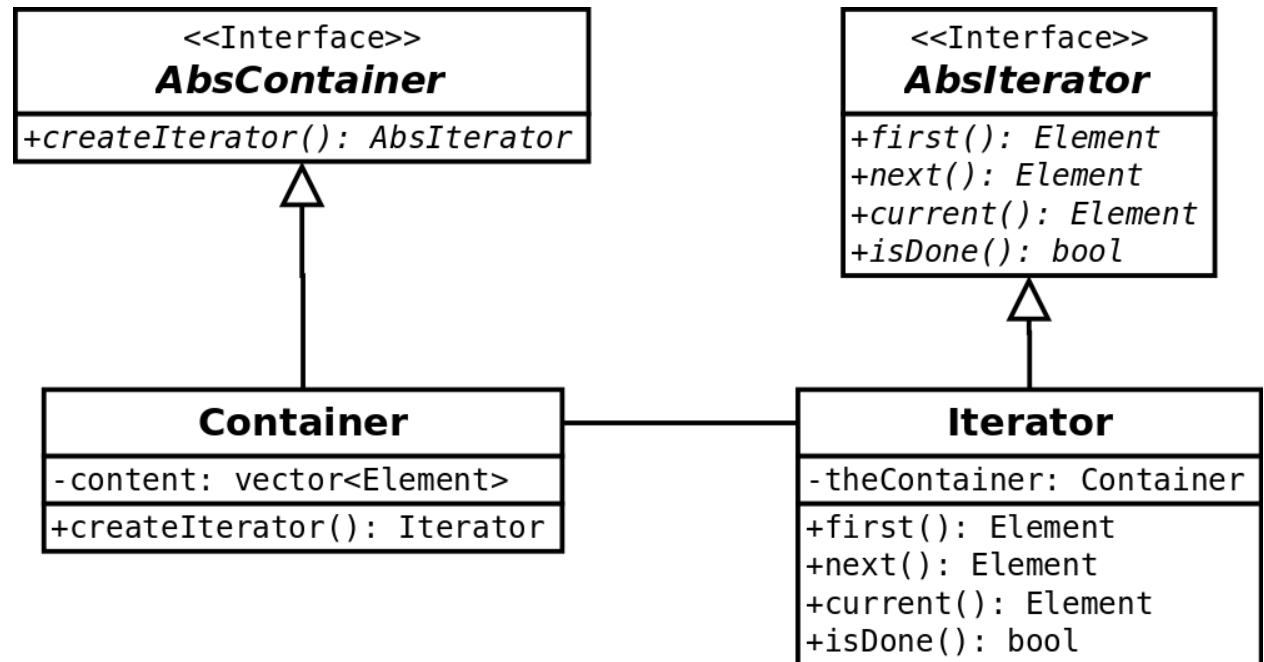 <<Interface>>
AbsContainer
+createIterator(): AbsIterator
<<Interface>>
AbsIterator
+first(): Element
+next(): Element
+current(): Element
+isDone(): bool
Container
-content: vector<Element>
+createIterator(): Iterator
Iterator
-theContainer: Container
+first(): Element
+next(): Element
+current(): Element
+isDone(): bool